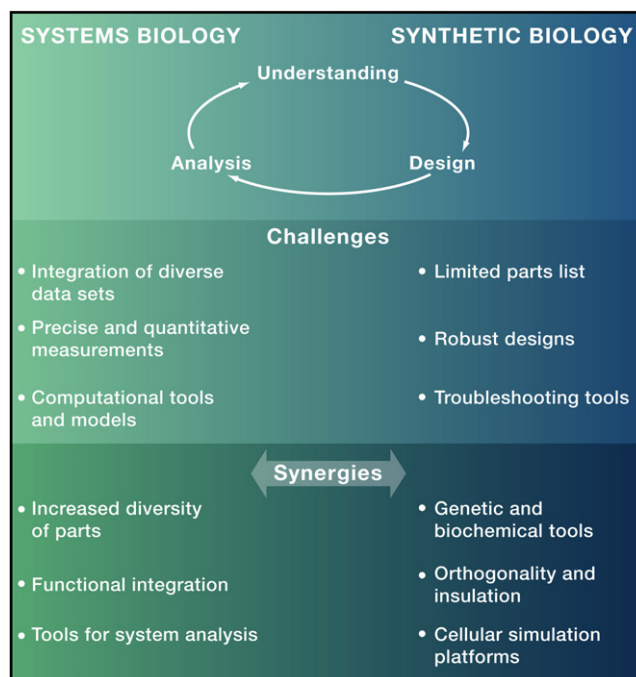 SYSTEMS BIOLOGY
SYNTHETIC BIOLOGY
Understanding
Analysis
Design
Challenges
• Integration of diverse
data sets
• Precise and quantitative
measurements
• Computational tools
and models
• Limited parts list
• Robust designs
• Troubleshooting tools
Synergies
• Increased diversity
of parts
• Functional integration
• Tools for system analysis
• Genetic and
biochemical tools
• Orthogonality and
insulation
• Cellular simulation
platforms